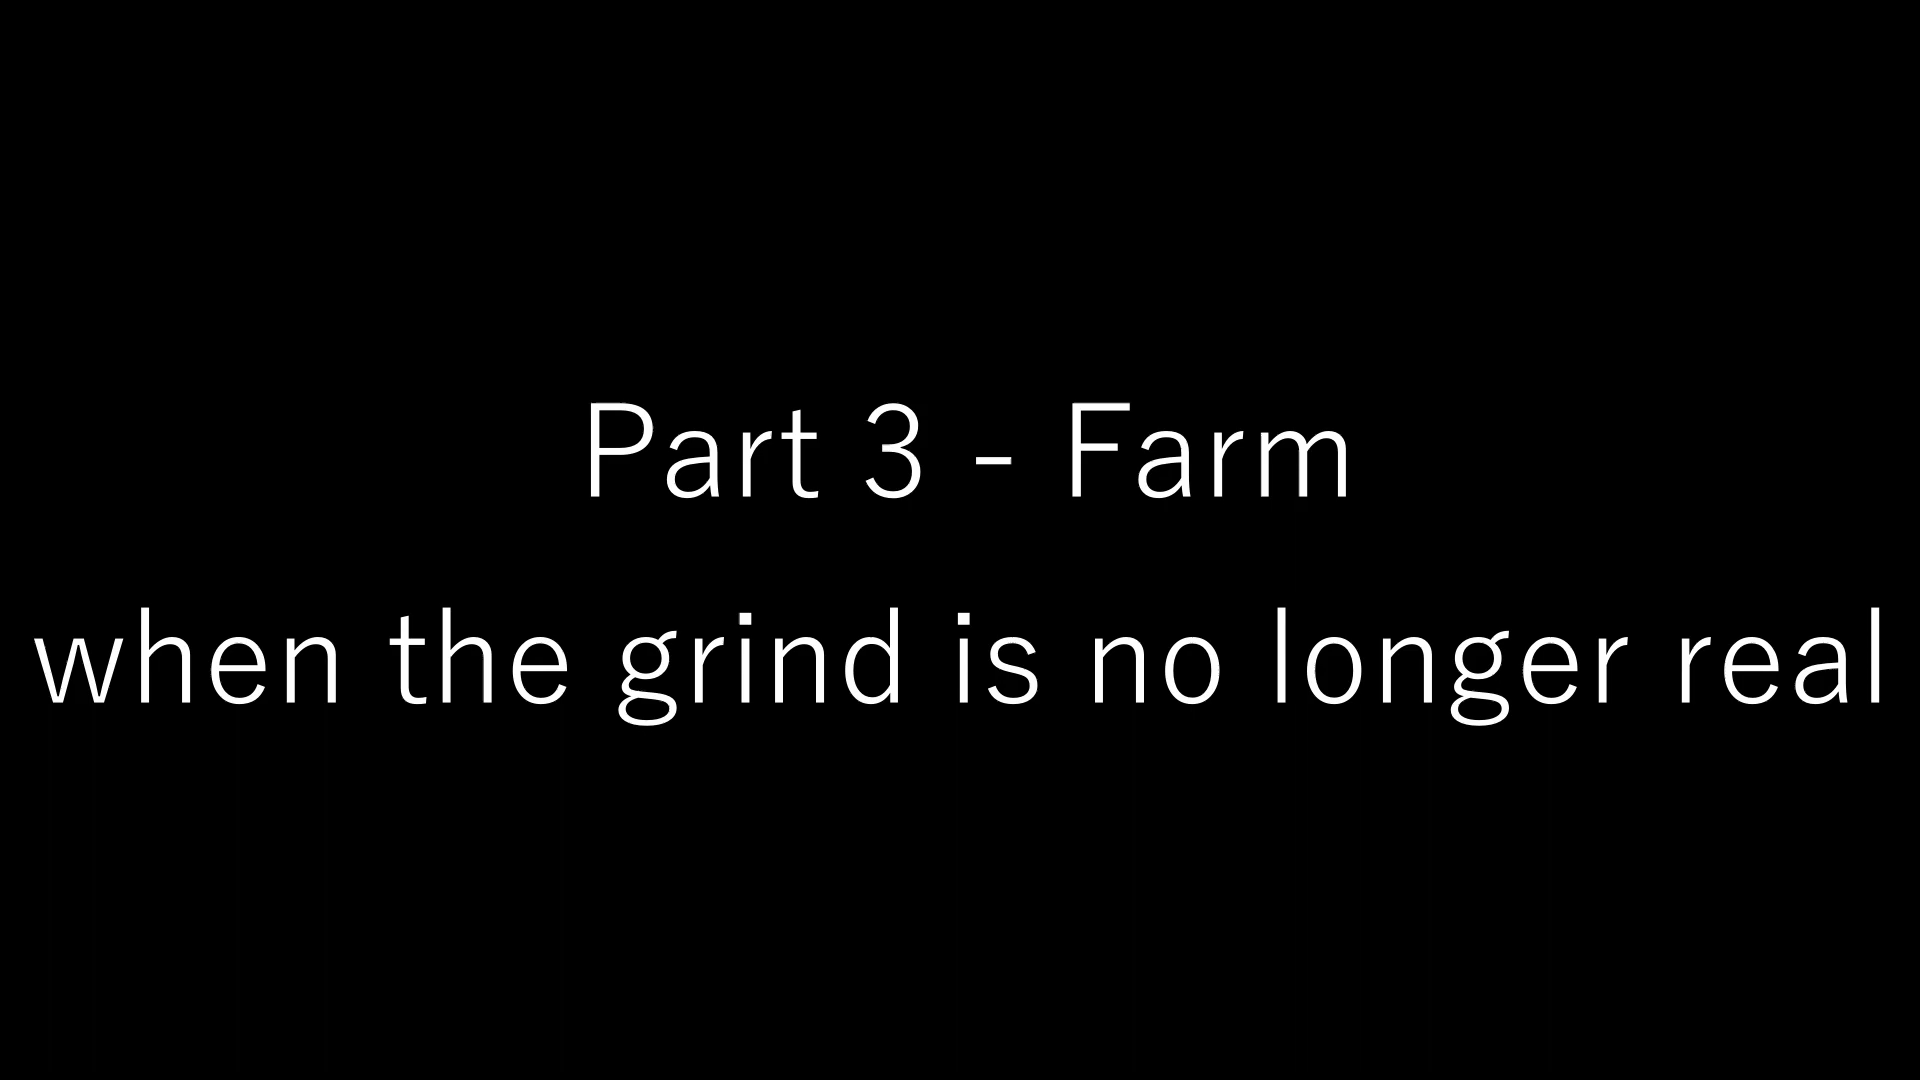 Part 3 - Farm
when the grind is no longer real